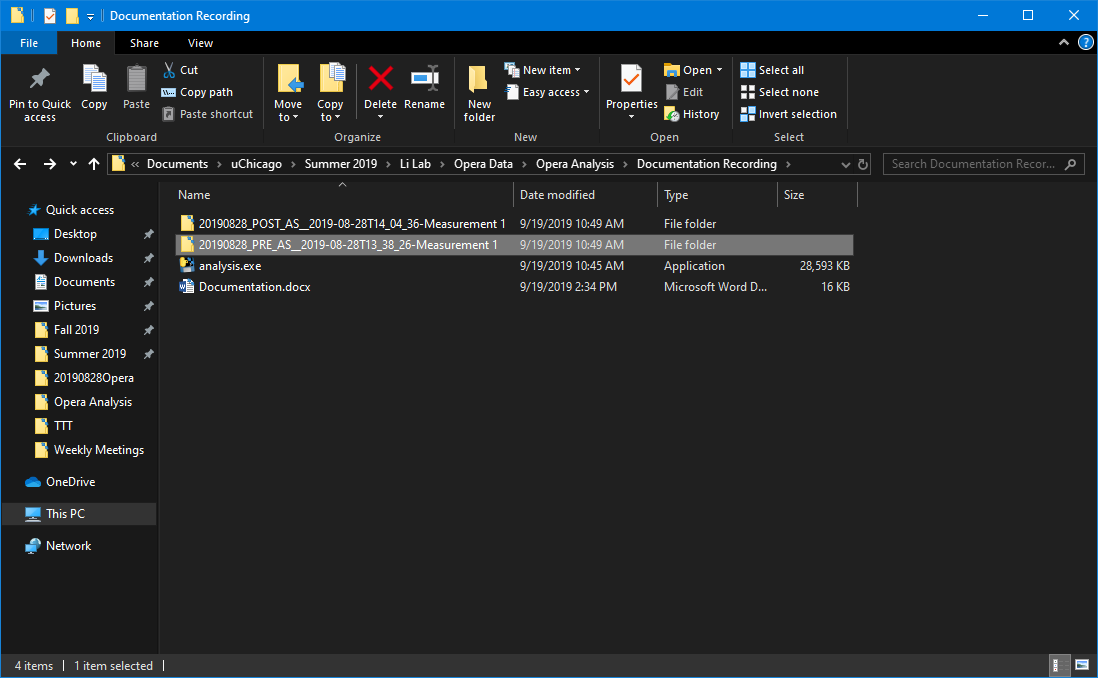 Documentation Recording
File Home Share View
Pin to Quick access
Copy
Paste
Cut
Copy path
Paste shortcut
Clipboard
Move to
Copy to
Delete
Rename
Organize
New folder
New item
Easy access
New
Properties
Open
Edit
History
Open
Select all
Select none
Invert selection
Select
« Documents > uChicago > Summer 2019 > Li Lab > Opera Data > Opera Analysis > Documentation Recording >
Search Documentation Recor...
Quick access
Desktop
Downloads
Documents
Pictures
Fall 2019
Summer 2019
20190828Opera
Opera Analysis
TTT
Weekly Meetings
OneDrive
This PC
Network
Name Date modified Type Size
20190828_POST_AS__2019-08-28T14_04_36-Measurement 1 9/19/2019 10:49 AM File folder
20190828_PRE_AS__2019-08-28T13_38_26-Measurement 1 9/19/2019 10:49 AM File folder
analysis.exe 9/19/2019 10:45 AM Application 28,593 KB
Documentation.docx 9/19/2019 2:34 PM Microsoft Word D... 16 KB
4 items 1 item selected